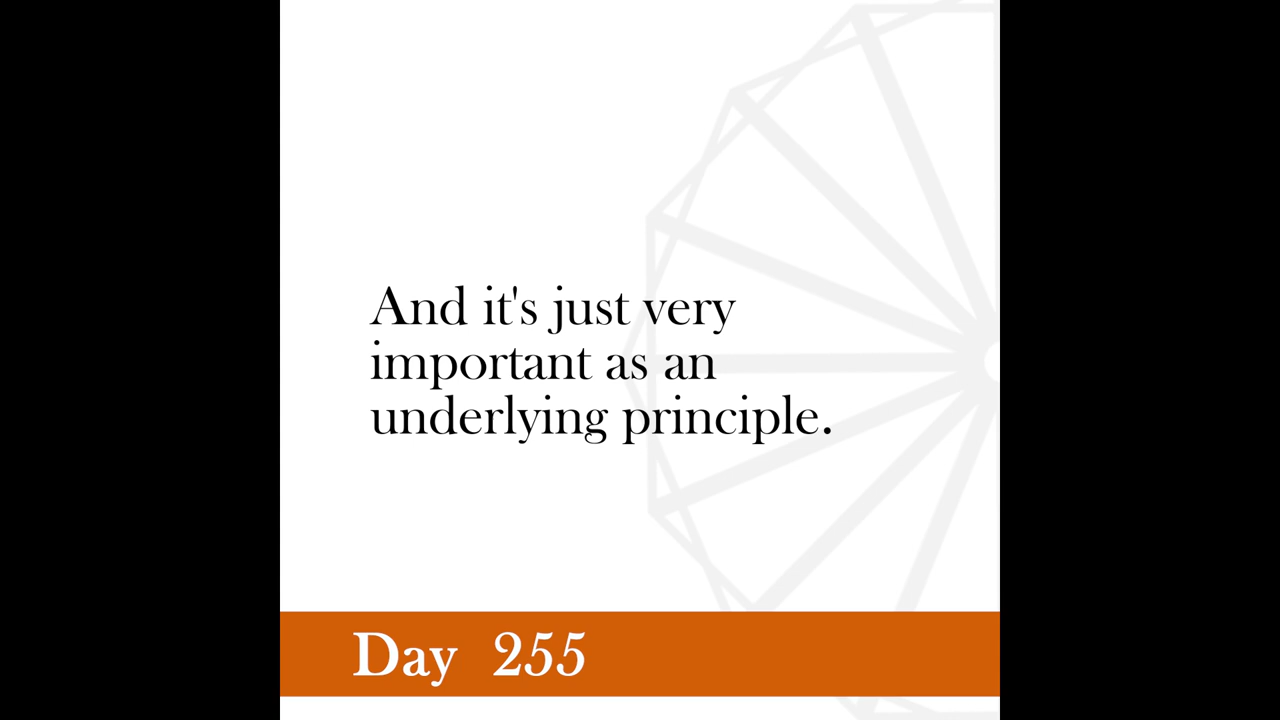 And it's just very
important as an
underlying principle.
Day 255